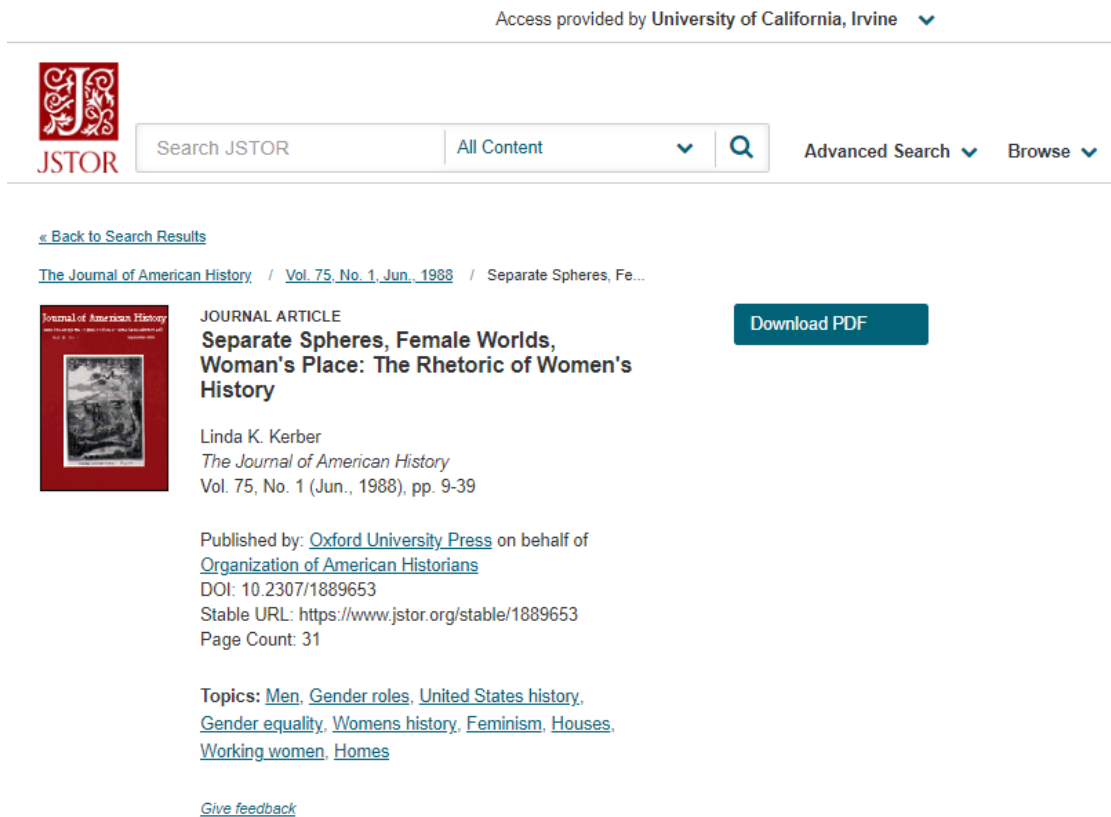 Access provided by University of California, Irvine
JSTOR
Search JSTOR
All Content
Advanced Search
Browse
« Back to Search Results
The Journal of American History / Vol. 75, No. 1, Jun., 1988 / Separate Spheres, Fe...
Journal of American History
JOURNAL ARTICLE
Separate Spheres, Female Worlds,
Woman's Place: The Rhetoric of Women's
History
Download PDF
Linda K. Kerber
The Journal of American History
Vol. 75, No. 1 (Jun., 1988), pp. 9-39
Published by: Oxford University Press on behalf of
Organization of American Historians
DOI: 10.2307/1889653
Stable URL: https://www.jstor.org/stable/1889653
Page Count: 31
Topics: Men, Gender roles, United States history,
Gender equality, Womens history, Feminism, Houses,
Working women, Homes
Give feedback